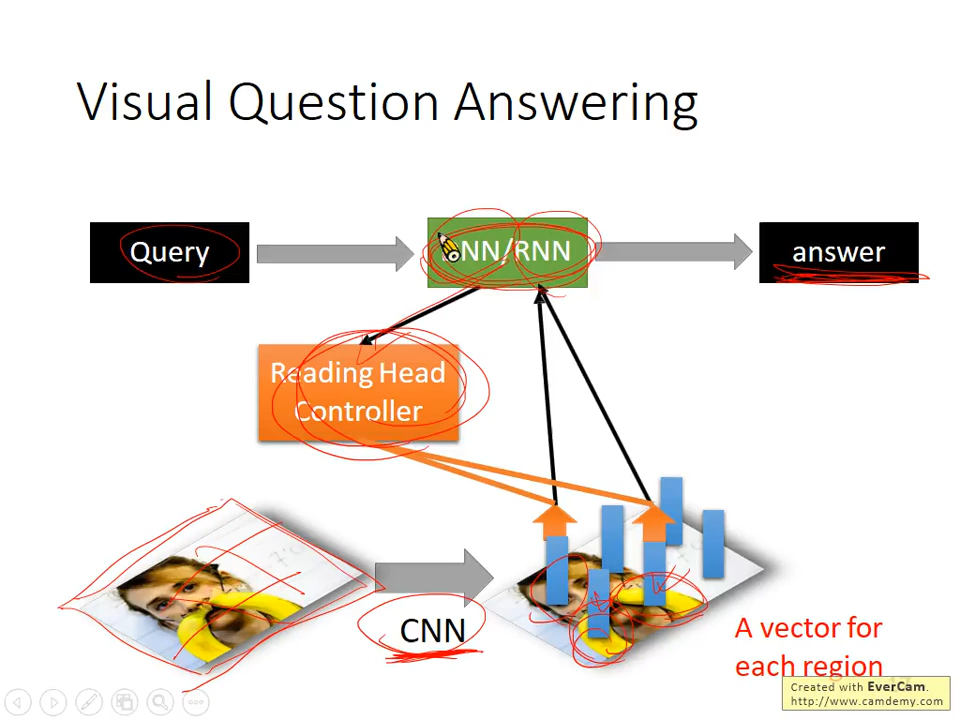 Visual Question Answering
Query
NN/RNN
answer
Reading Head
Controller
CNN
A vector for
each region
Created with EverCam.
http://www.camdemy.com